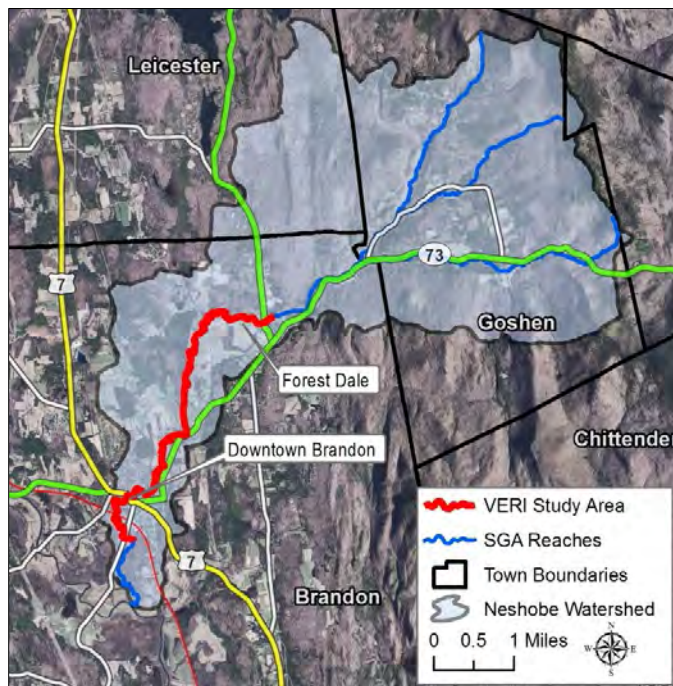 Leicester
7
73
Goshen
Forest Dale
Chittenden
Downtown Brandon
7
Brandon
VERI Study Area
SGA Reaches
Town Boundaries
Neshobe Watershed
0 0.5 1 Miles
N
W E
S